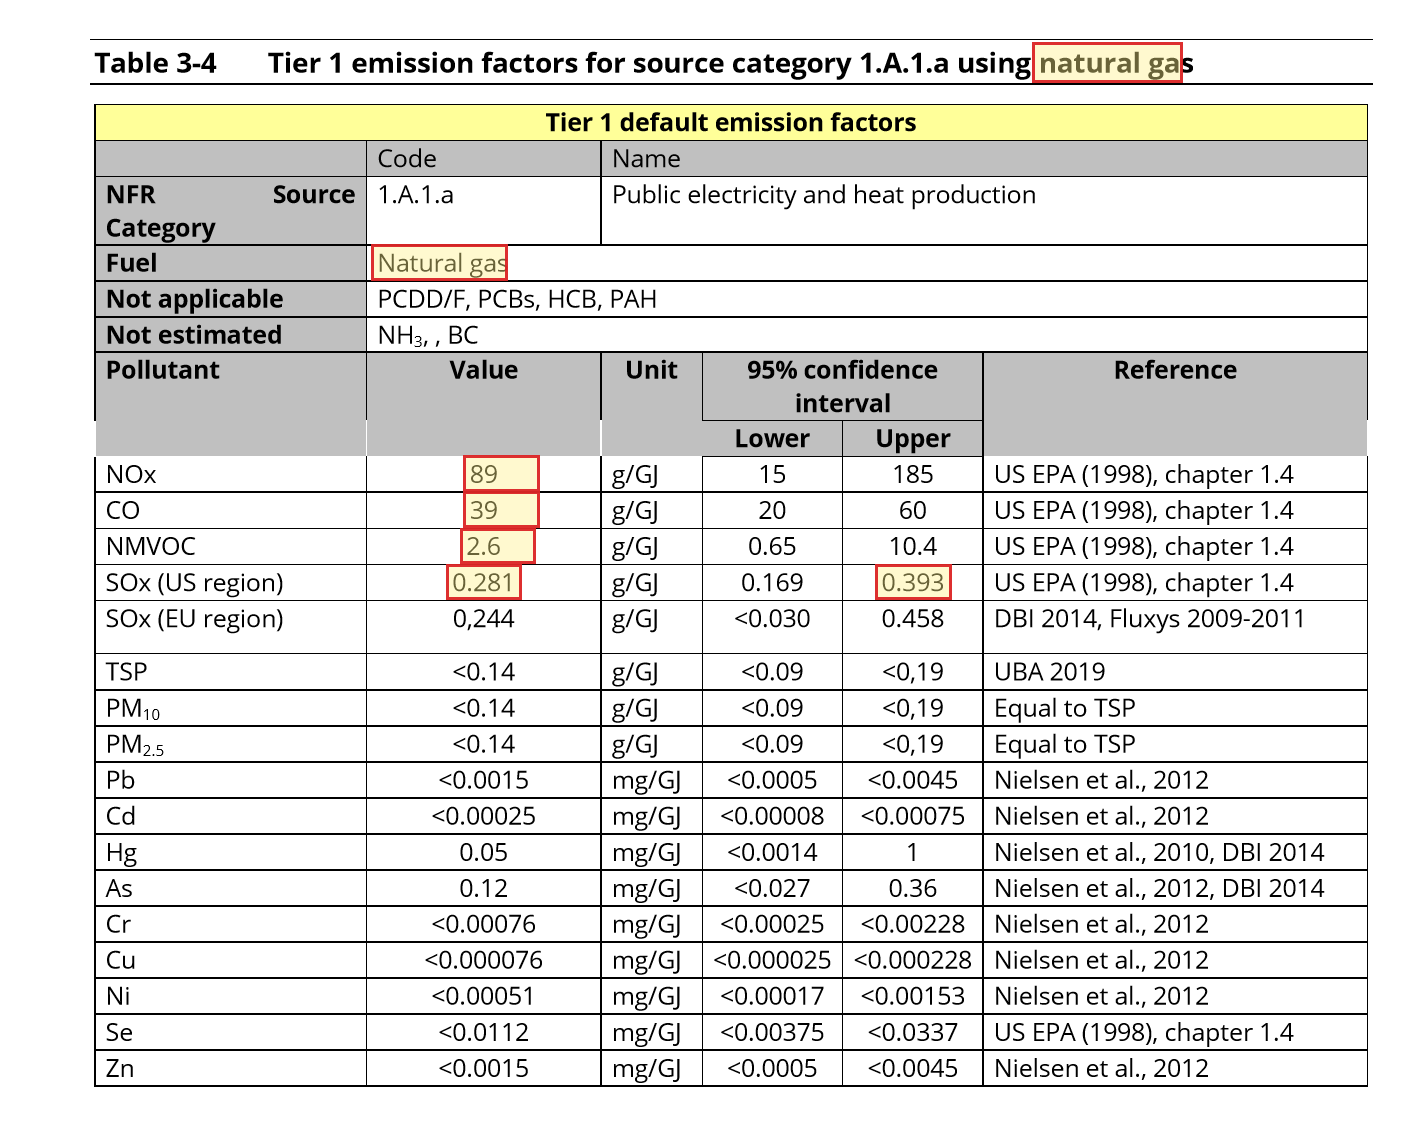 Table 3-4 Tier 1 emission factors for source category 1.A.1.a using natural gas
Tier 1 default emission factors
Code Name
NFR Source Category 1.A.1.a Public electricity and heat production
Fuel Natural gas
Not applicable PCDD/F, PCBs, HCB, PAH
Not estimated NH3, , BC
Pollutant Value Unit 95% confidence interval Reference
Lower Upper
NOx 89 g/GJ 15 185 US EPA (1998), chapter 1.4
CO 39 g/GJ 20 60 US EPA (1998), chapter 1.4
NMVOC 2.6 g/GJ 0.65 10.4 US EPA (1998), chapter 1.4
SOx (US region) 0.281 g/GJ 0.169 0.393 US EPA (1998), chapter 1.4
SOx (EU region) 0,244 g/GJ <0.030 0.458 DBI 2014, Fluxys 2009-2011
TSP <0.14 g/GJ <0.09 <0,19 UBA 2019
PM10 <0.14 g/GJ <0.09 <0,19 Equal to TSP
PM2.5 <0.14 g/GJ <0.09 <0,19 Equal to TSP
Pb <0.0015 mg/GJ <0.0005 <0.0045 Nielsen et al., 2012
Cd <0.00025 mg/GJ <0.00008 <0.00075 Nielsen et al., 2012
Hg 0.05 mg/GJ <0.0014 1 Nielsen et al., 2010, DBI 2014
As 0.12 mg/GJ <0.027 0.36 Nielsen et al., 2012, DBI 2014
Cr <0.00076 mg/GJ <0.00025 <0.00228 Nielsen et al., 2012
Cu <0.000076 mg/GJ <0.000025 <0.000228 Nielsen et al., 2012
Ni <0.00051 mg/GJ <0.00017 <0.00153 Nielsen et al., 2012
Se <0.0112 mg/GJ <0.00375 <0.0337 US EPA (1998), chapter 1.4
Zn <0.0015 mg/GJ <0.0005 <0.0045 Nielsen et al., 2012